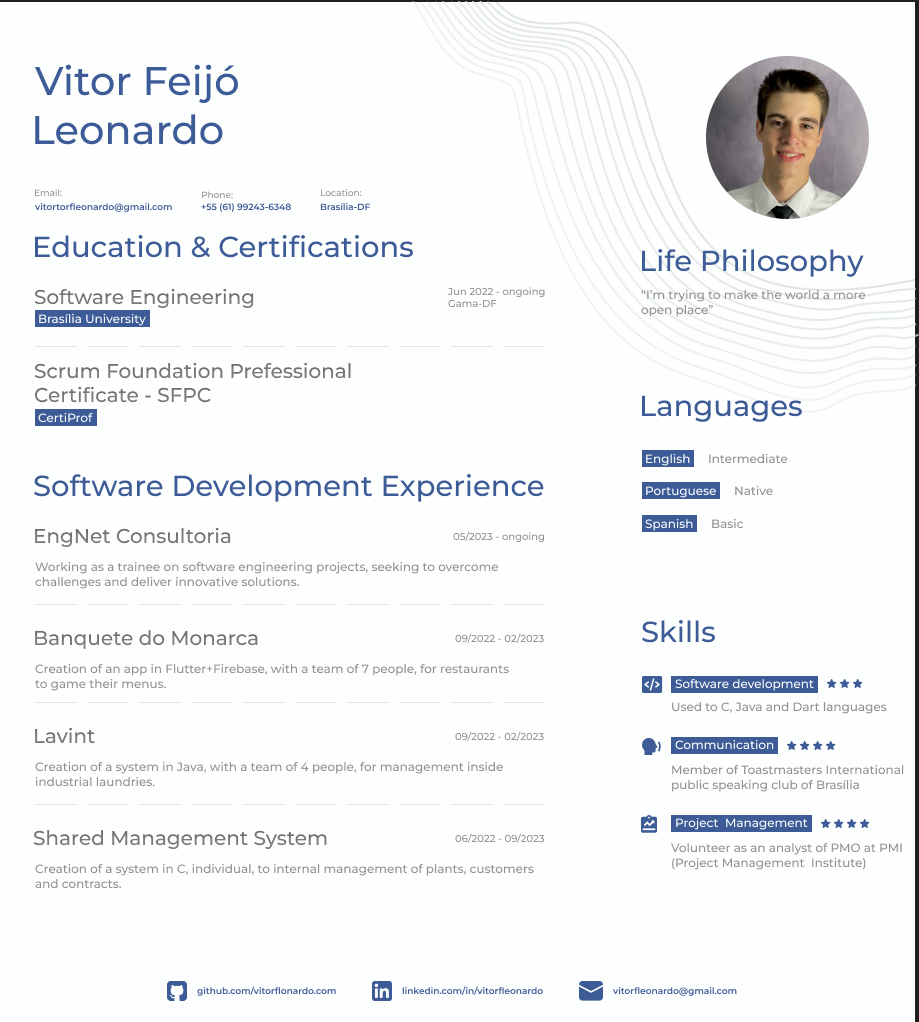 Vitor Feijó
Leonardo
Email:
vitortorfleonardo@gmail.com
Phone:
+55 (61) 99243-6348
Location:
Brasília-DF
Education & Certifications
Software Engineering
Jun 2022 - ongoing
Gama-DF
Brasília University
Scrum Foundation Prefessional
Certificate - SFPC
CertiProf
Software Development Experience
EngNet Consultoria
05/2023 - ongoing
Working as a trainee on software engineering projects, seeking to overcome
challenges and deliver innovative solutions.
Banquete do Monarca
09/2022 - 02/2023
Creation of an app in Flutter+Firebase, with a team of 7 people, for restaurants
to game their menus.
Lavint
09/2022 - 02/2023
Creation of a system in Java, with a team of 4 people, for management inside
industrial laundries.
Shared Management System
06/2022 - 09/2023
Creation of a system in C, individual, to internal management of plants, customers
and contracts.
Life Philosophy
“I’m trying to make the world a more
open place”
Languages
English Intermediate
Portuguese Native
Spanish Basic
Skills
Software development
Used to C, Java and Dart languages
Communication
Member of Toastmasters International
public speaking club of Brasília
Project Management
Volunteer as an analyst of PMO at PMI
(Project Management Institute)
github.com/vitorflonardo.com
linkedin.com/in/vitorfleonardo
vitorfleonardo@gmail.com